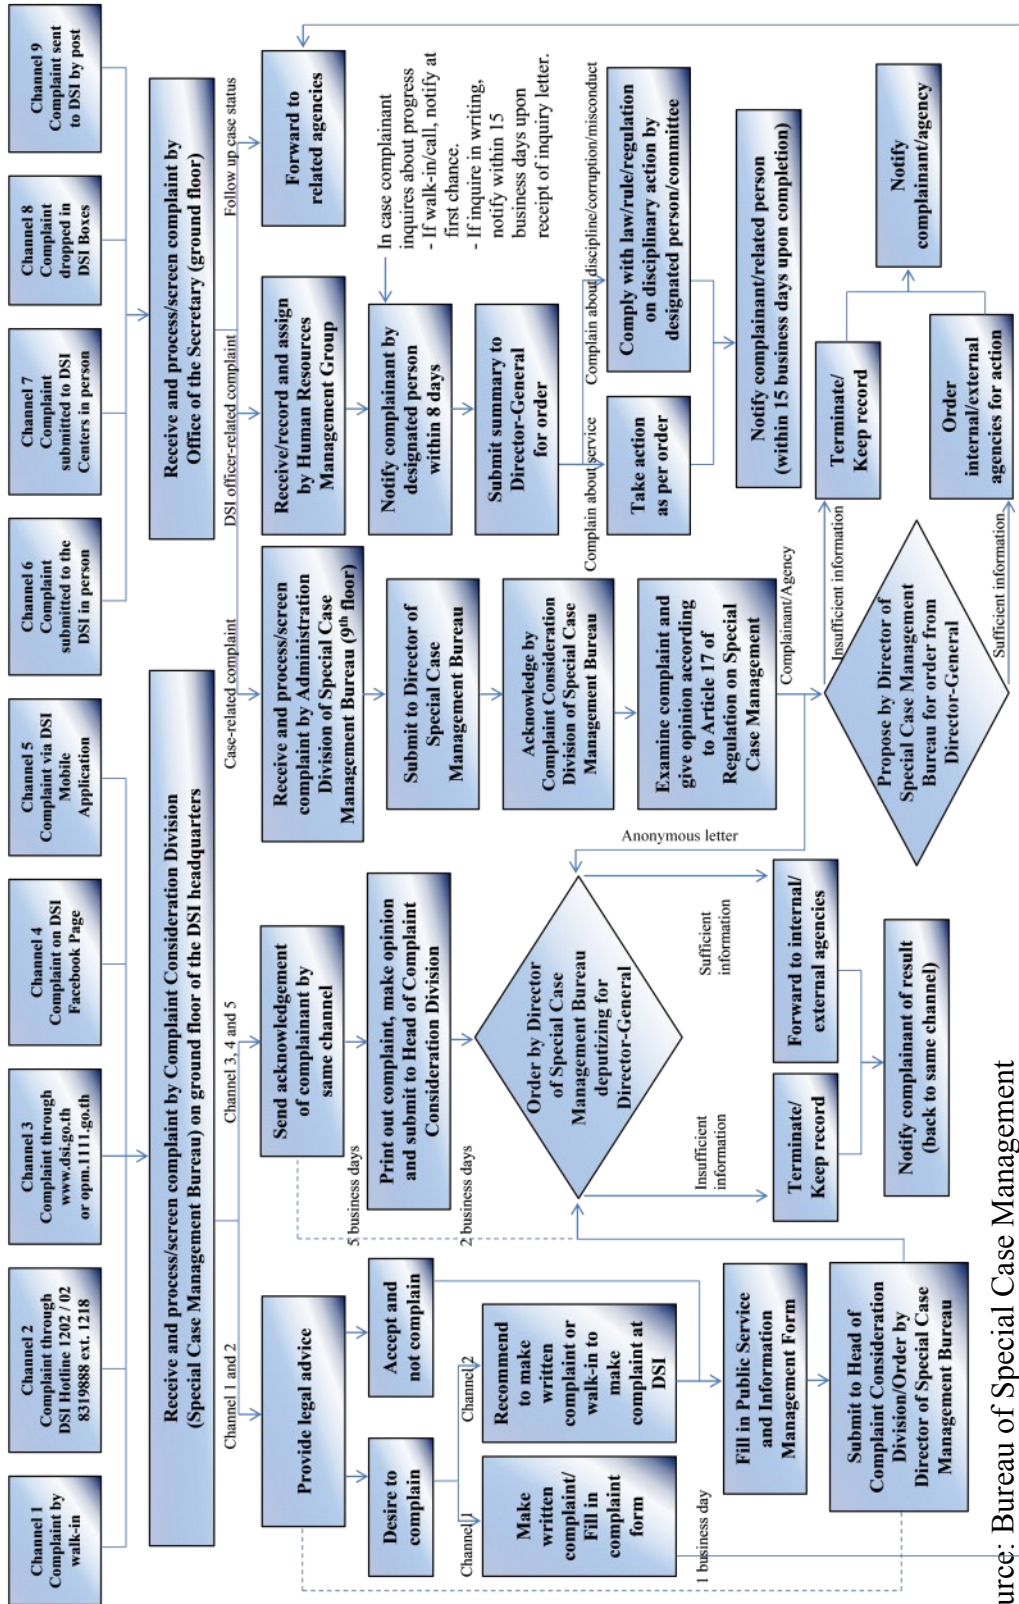 Channel 1
Complaint by
walk-in
Channel 2
Complaint through
DSI Hotline 1202 / 02
8319888 ext. 1218
Channel 3
Complaint through
www.dsi.go.th
or opm.1111.go.th
Channel 4
Complaint on DSI
Facebook Page
Channel 5
Complaint via DSI
Mobile
Application
Channel 6
Complaint
submitted to the
DSI in person
Channel 7
Complaint
submitted to DSI
Centers in person
Channel 8
Complaint
dropped in
DSI Boxes
Channel 9
Complaint sent
to DSI by post
Receive and process/screen complaint by Complaint Consideration Division
(Special Case Management Bureau) on ground floor of the DSI headquarters
Receive and process/screen complaint by
Office of the Secretary (ground floor)
Channel 1 and 2
Channel 3, 4 and 5
Case-related complaint
DSI officer-related complaint
Follow up case status
Provide legal advice
Desire to
complain
Accept and
not complain
Channel 1
Channel 2
Make
written
complaint/
Fill in
complaint
form
Recommend
to make
written
complaint or
walk-in to
make
complaint at
DSI
1 business day
Fill in Public Service
and Information
Management Form
Submit to Head of
Complaint Consideration
Division/Order by
Director of Special Case
Management Bureau
Send acknowledgement
of complainant by
same channel
5 business days
Print out complaint, make opinion
and submit to Head of Complaint
Consideration Division
2 business days
Order by Director
of Special Case
Management Bureau
deputizing for
Director-General
Insufficient
information
Sufficient
information
Terminate/
Keep record
Forward to internal/
external agencies
Notify complainant of result
(back to same channel)
Receive and process/screen
complaint by Administration
Division of Special Case
Management Bureau (9th floor)
Submit to Director of
Special Case
Management Bureau
Acknowledge by
Complaint Consideration
Division of Special Case
Management Bureau
Examine complaint and
give opinion according
to Article 17 of
Regulation on Special
Case Management
Anonymous letter
Complainant/Agency
Propose by Director of
Special Case Management
Bureau for order from
Director-General
Insufficient information
Sufficient information
Terminate/
Keep record
Order
internal/external
agencies for action
Notify
complainant/agency
Receive/record and assign
by Human Resources
Management Group
Notify complainant by
designated person
within 8 days
Submit summary to
Director-General
for order
Complain about service
Complain about discipline/corruption/misconduct
Take action
as per order
Comply with law/rule/regulation
on disciplinary action by
designated person/committee
Notify complainant/related person
(within 15 business days upon completion)
Forward to
related agencies
In case complainant
inquires about progress
- If walk-in/call, notify at
first chance.
- If inquire in writing,
notify within 15
business days upon
receipt of inquiry letter.
urce: Bureau of Special Case Management